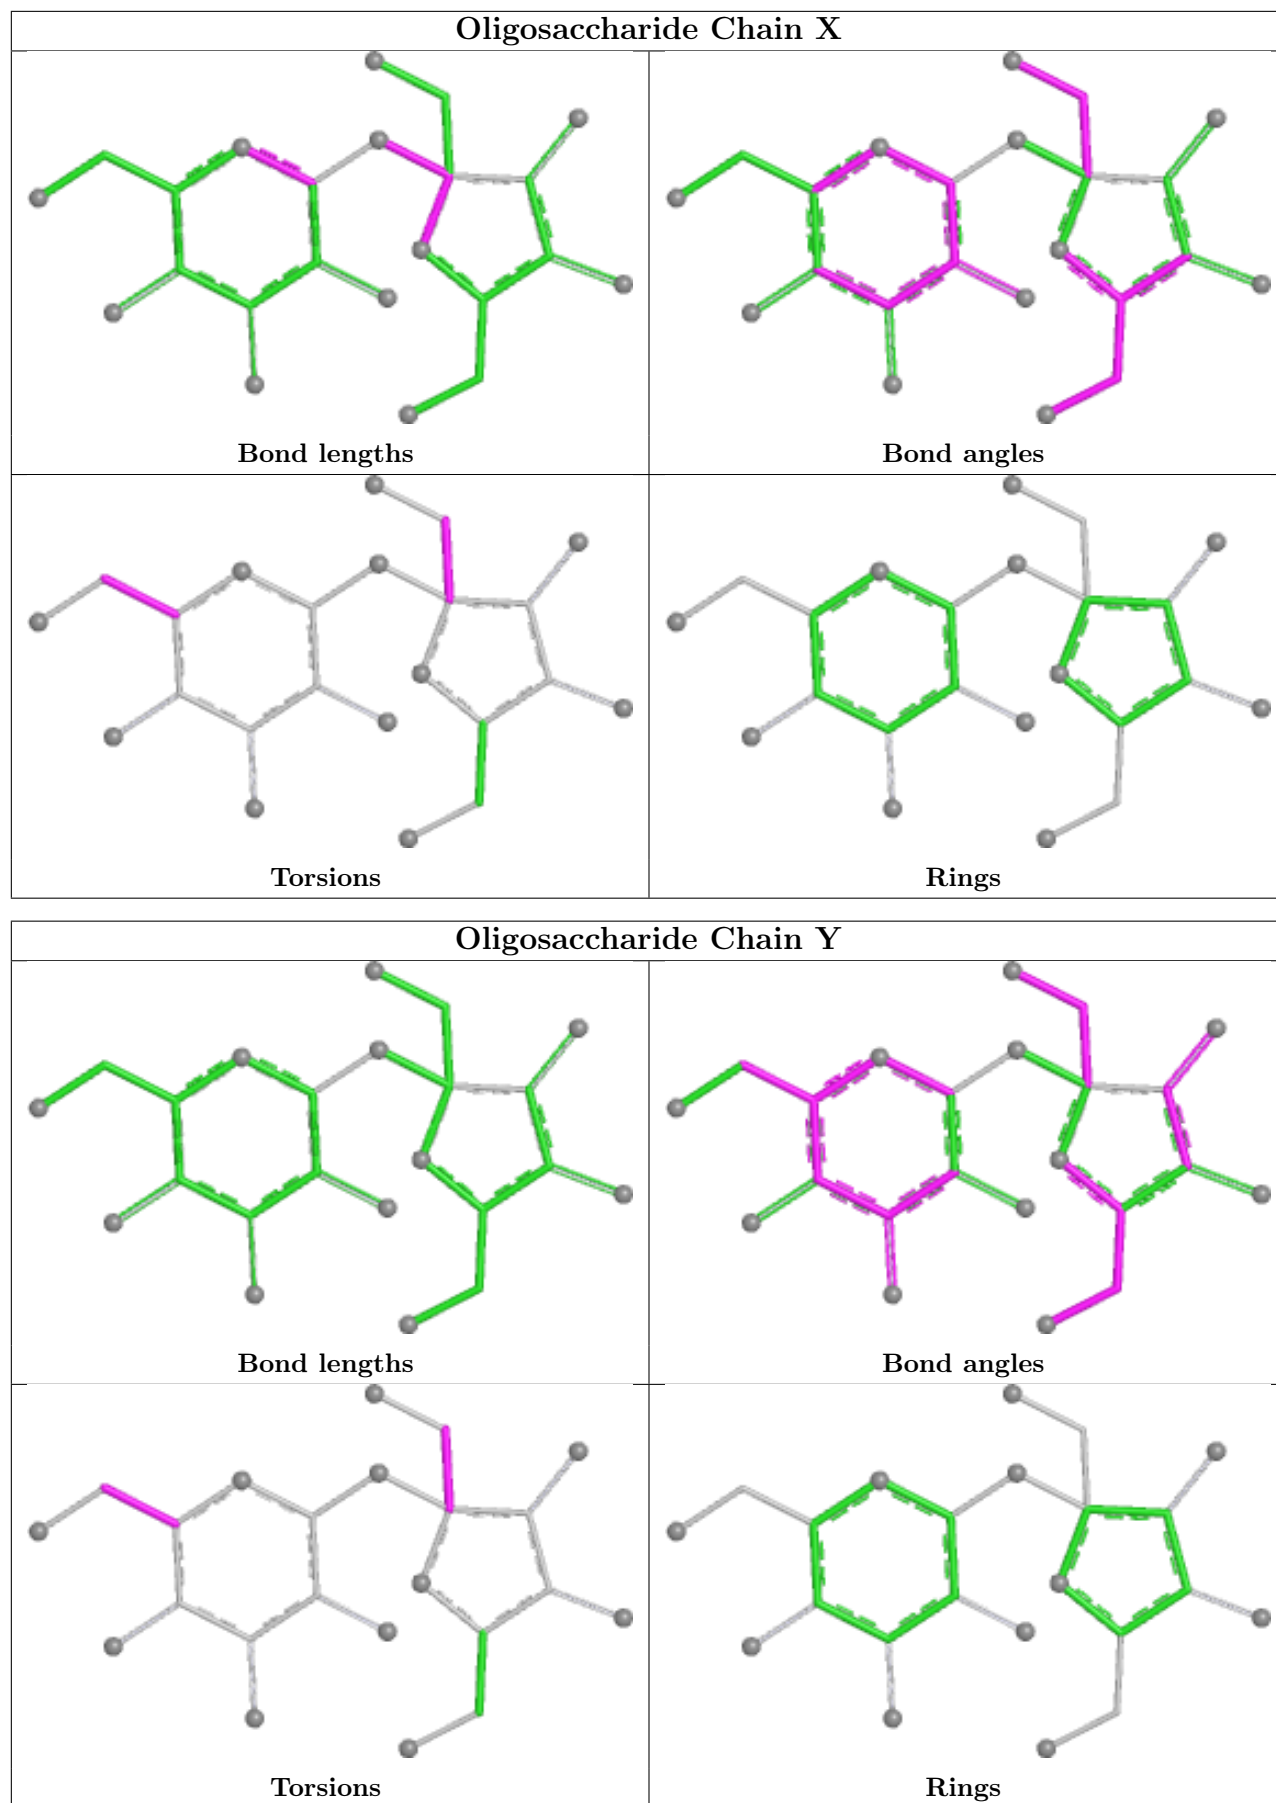 Oligosaccharide Chain X
Bond lengths
Bond angles
Torsions
Rings
Oligosaccharide Chain Y
Bond lengths
Bond angles
Torsions
Rings